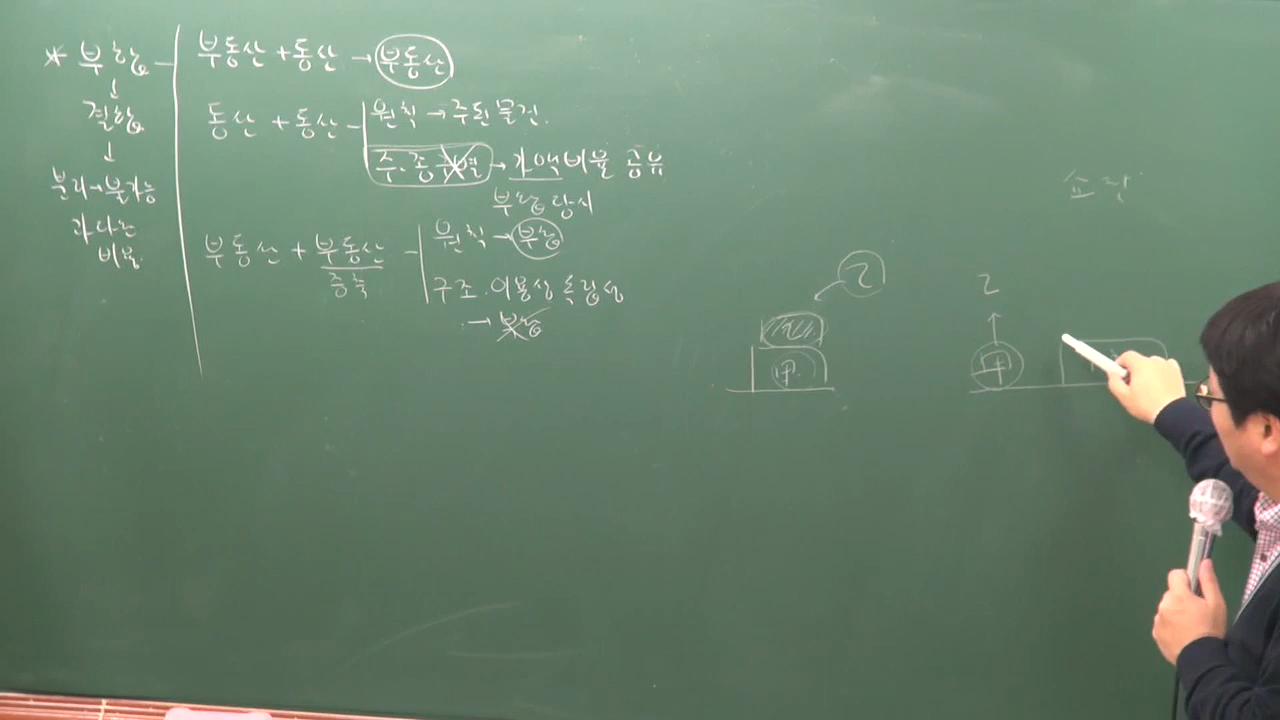 * 부합
↓
결합
↓
분리→불가능
과다한
비용
부동산 + 동산 → 부동산
동산 + 동산
원칙 → 주된 물건.
주.종 구별 → 가액비율 공유
부합 당시
부동산 + 부동산
증축
원칙 → 부합
구조.이용상 독립성
→ 부합
乙
甲
乙
甲